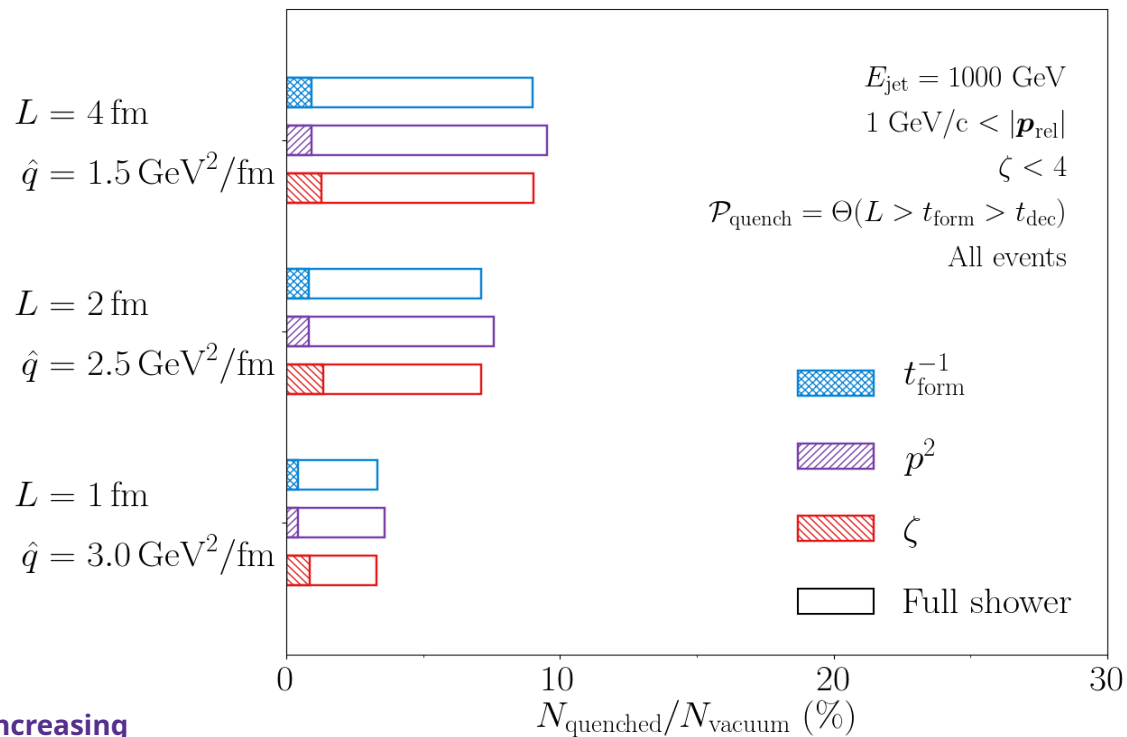 L = 4 fm
q̂ = 1.5 GeV²/fm
L = 2 fm
q̂ = 2.5 GeV²/fm
L = 1 fm
q̂ = 3.0 GeV²/fm
E_jet = 1000 GeV
1 GeV/c < |p_rel|
ζ < 4
𝒫_quench = Θ(L > t_form > t_dec)
All events
t_form^{-1}
p²
ζ
Full shower
0 10 20 30
N_quenched/N_vacuum (%)
ncreasing